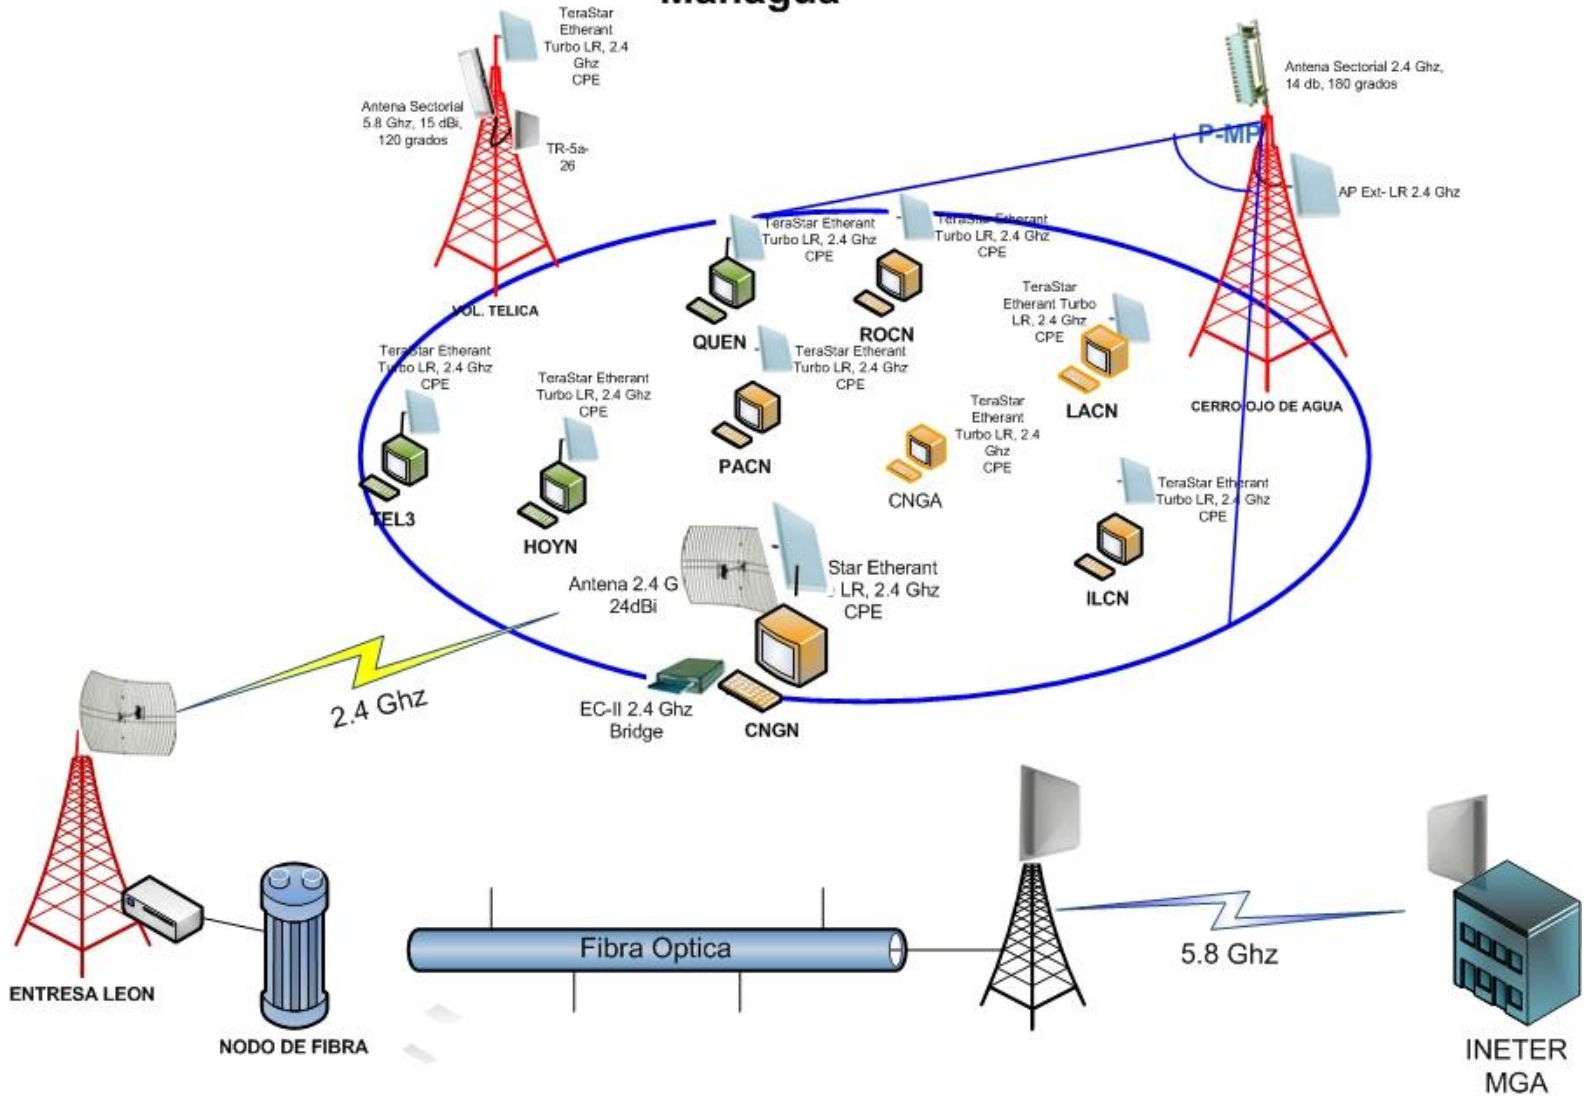 Managua
TeraStar
Etherant
Turbo LR, 2.4
Ghz
CPE
Antena Sectorial
5.8 Ghz, 15 dBi,
120 grados
TR-5a-
26
VOL. TELICA
Antena Sectorial 2.4 Ghz,
14 db, 180 grados
P-MP
AP Ext- LR 2.4 Ghz
CERRO OJO DE AGUA
TeraStar Etherant
Turbo LR, 2.4 Ghz
CPE
QUEN
TeraStar Etherant
Turbo LR, 2.4 Ghz
CPE
ROCN
TeraStar
Etherant Turbo
LR, 2.4 Ghz
CPE
LACN
TeraStar Etherant
Turbo LR, 2.4 Ghz
CPE
TEL3
TeraStar Etherant
Turbo LR, 2.4 Ghz
CPE
HOYN
TeraStar Etherant
Turbo LR, 2.4 Ghz
CPE
PACN
TeraStar
Etherant
Turbo LR, 2.4
Ghz
CPE
CNGA
TeraStar Etherant
Turbo LR, 2.4 Ghz
CPE
ILCN
Antena 2.4 G
24dBi
Star Etherant
LR, 2.4 Ghz
CPE
EC-II 2.4 Ghz
Bridge
CNGN
2.4 Ghz
ENTRESA LEON
NODO DE FIBRA
Fibra Optica
5.8 Ghz
INETER
MGA